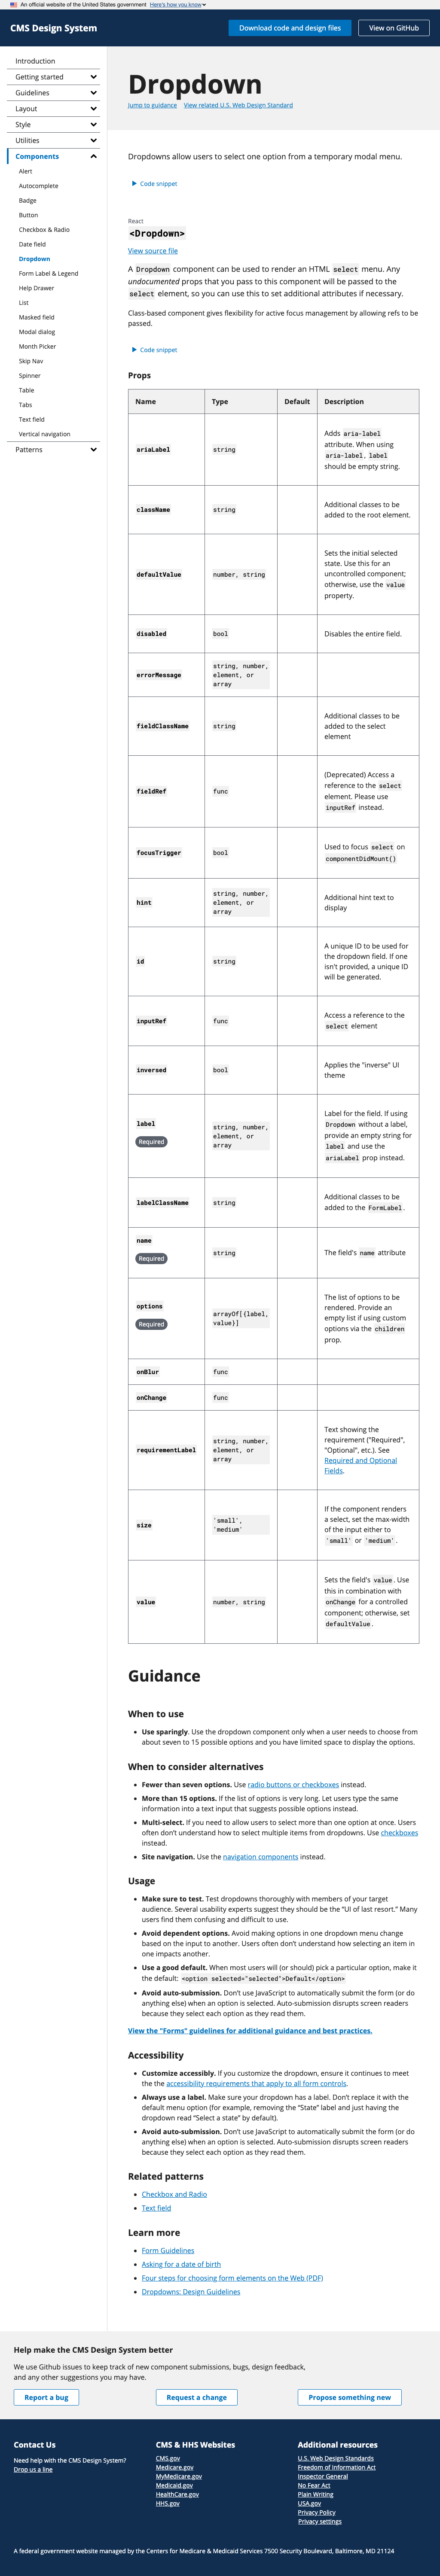 An official website of the United States government Here's how you know
CMS Design System
Download code and design files
View on GitHub
Introduction
Getting started
Guidelines
Layout
Style
Utilities
Components
Alert
Autocomplete
Badge
Button
Checkbox & Radio
Date field
Dropdown
Form Label & Legend
Help Drawer
List
Masked field
Modal dialog
Month Picker
Skip Nav
Spinner
Table
Tabs
Text field
Vertical navigation
Patterns
Dropdown
Jump to guidance View related U.S. Web Design Standard
Dropdowns allow users to select one option from a temporary modal menu.
Code snippet
React
<Dropdown>
View source file
A Dropdown component can be used to render an HTML select menu. Any
undocumented props that you pass to this component will be passed to the
select element, so you can use this to set additional attributes if necessary.
Class-based component gives flexibility for active focus management by allowing refs to be
passed.
Code snippet
Props
Name Type Default Description
ariaLabel string Adds aria-label
attribute. When using
aria-label, label
should be empty string.
className string Additional classes to be
added to the root element.
defaultValue number, string Sets the initial selected
state. Use this for an
uncontrolled component;
otherwise, use the value
property.
disabled bool Disables the entire field.
errorMessage string, number,
element, or
array
fieldClassName string Additional classes to be
added to the select
element
fieldRef func (Deprecated) Access a
reference to the select
element. Please use
inputRef instead.
focusTrigger bool Used to focus select on
componentDidMount()
hint string, number,
element, or
array
Additional hint text to
display
id string A unique ID to be used for
the dropdown field. If one
isn't provided, a unique ID
will be generated.
inputRef func Access a reference to the
select element
inversed bool Applies the "inverse" UI
theme
label
Required
string, number,
element, or
array
Label for the field. If using
Dropdown without a label,
provide an empty string for
label and use the
ariaLabel prop instead.
labelClassName string Additional classes to be
added to the FormLabel.
name
Required
string The field's name attribute
options
Required
arrayOf[{label,
value}]
The list of options to be
rendered. Provide an
empty list if using custom
options via the children
prop.
onBlur func
onChange func
requirementLabel string, number,
element, or
array
Text showing the
requirement ("Required",
"Optional", etc.). See
Required and Optional
Fields.
size 'small',
'medium'
If the component renders
a select, set the max-width
of the input either to
'small' or 'medium'.
value number, string Sets the field's value. Use
this in combination with
onChange for a controlled
component; otherwise, set
defaultValue.
Guidance
When to use
• Use sparingly. Use the dropdown component only when a user needs to choose from
about seven to 15 possible options and you have limited space to display the options.
When to consider alternatives
• Fewer than seven options. Use radio buttons or checkboxes instead.
• More than 15 options. If the list of options is very long. Let users type the same
information into a text input that suggests possible options instead.
• Multi-select. If you need to allow users to select more than one option at once. Users
often don't understand how to select multiple items from dropdowns. Use checkboxes
instead.
• Site navigation. Use the navigation components instead.
Usage
• Make sure to test. Test dropdowns thoroughly with members of your target
audience. Several usability experts suggest they should be the "UI of last resort." Many
users find them confusing and difficult to use.
• Avoid dependent options. Avoid making options in one dropdown menu change
based on the input to another. Users often don't understand how selecting an item in
one impacts another.
• Use a good default. When most users will (or should) pick a particular option, make it
the default: <option selected="selected">Default</option>
• Avoid auto-submission. Don't use JavaScript to automatically submit the form (or do
anything else) when an option is selected. Auto-submission disrupts screen readers
because they select each option as they read them.
View the "Forms" guidelines for additional guidance and best practices.
Accessibility
• Customize accessibly. If you customize the dropdown, ensure it continues to meet
the the accessibility requirements that apply to all form controls.
• Always use a label. Make sure your dropdown has a label. Don't replace it with the
default menu option (for example, removing the "State" label and just having the
dropdown read "Select a state" by default).
• Avoid auto-submission. Don't use JavaScript to automatically submit the form (or do
anything else) when an option is selected. Auto-submission disrupts screen readers
because they select each option as they read them.
Related patterns
• Checkbox and Radio
• Text field
Learn more
• Form Guidelines
• Asking for a date of birth
• Four steps for choosing form elements on the Web (PDF)
• Dropdowns: Design Guidelines
Help make the CMS Design System better
We use Github issues to keep track of new component submissions, bugs, design feedback,
and any other suggestions you may have.
Report a bug
Request a change
Propose something new
Contact Us
Need help with the CMS Design System?
Drop us a line
CMS & HHS Websites
CMS.gov
Medicare.gov
MyMedicare.gov
Medicaid.gov
HealthCare.gov
HHS.gov
Additional resources
U.S. Web Design Standards
Freedom of Information Act
Inspector General
No Fear Act
Plain Writing
USA.gov
Privacy Policy
Privacy settings
A federal government website managed by the Centers for Medicare & Medicaid Services 7500 Security Boulevard, Baltimore, MD 21124